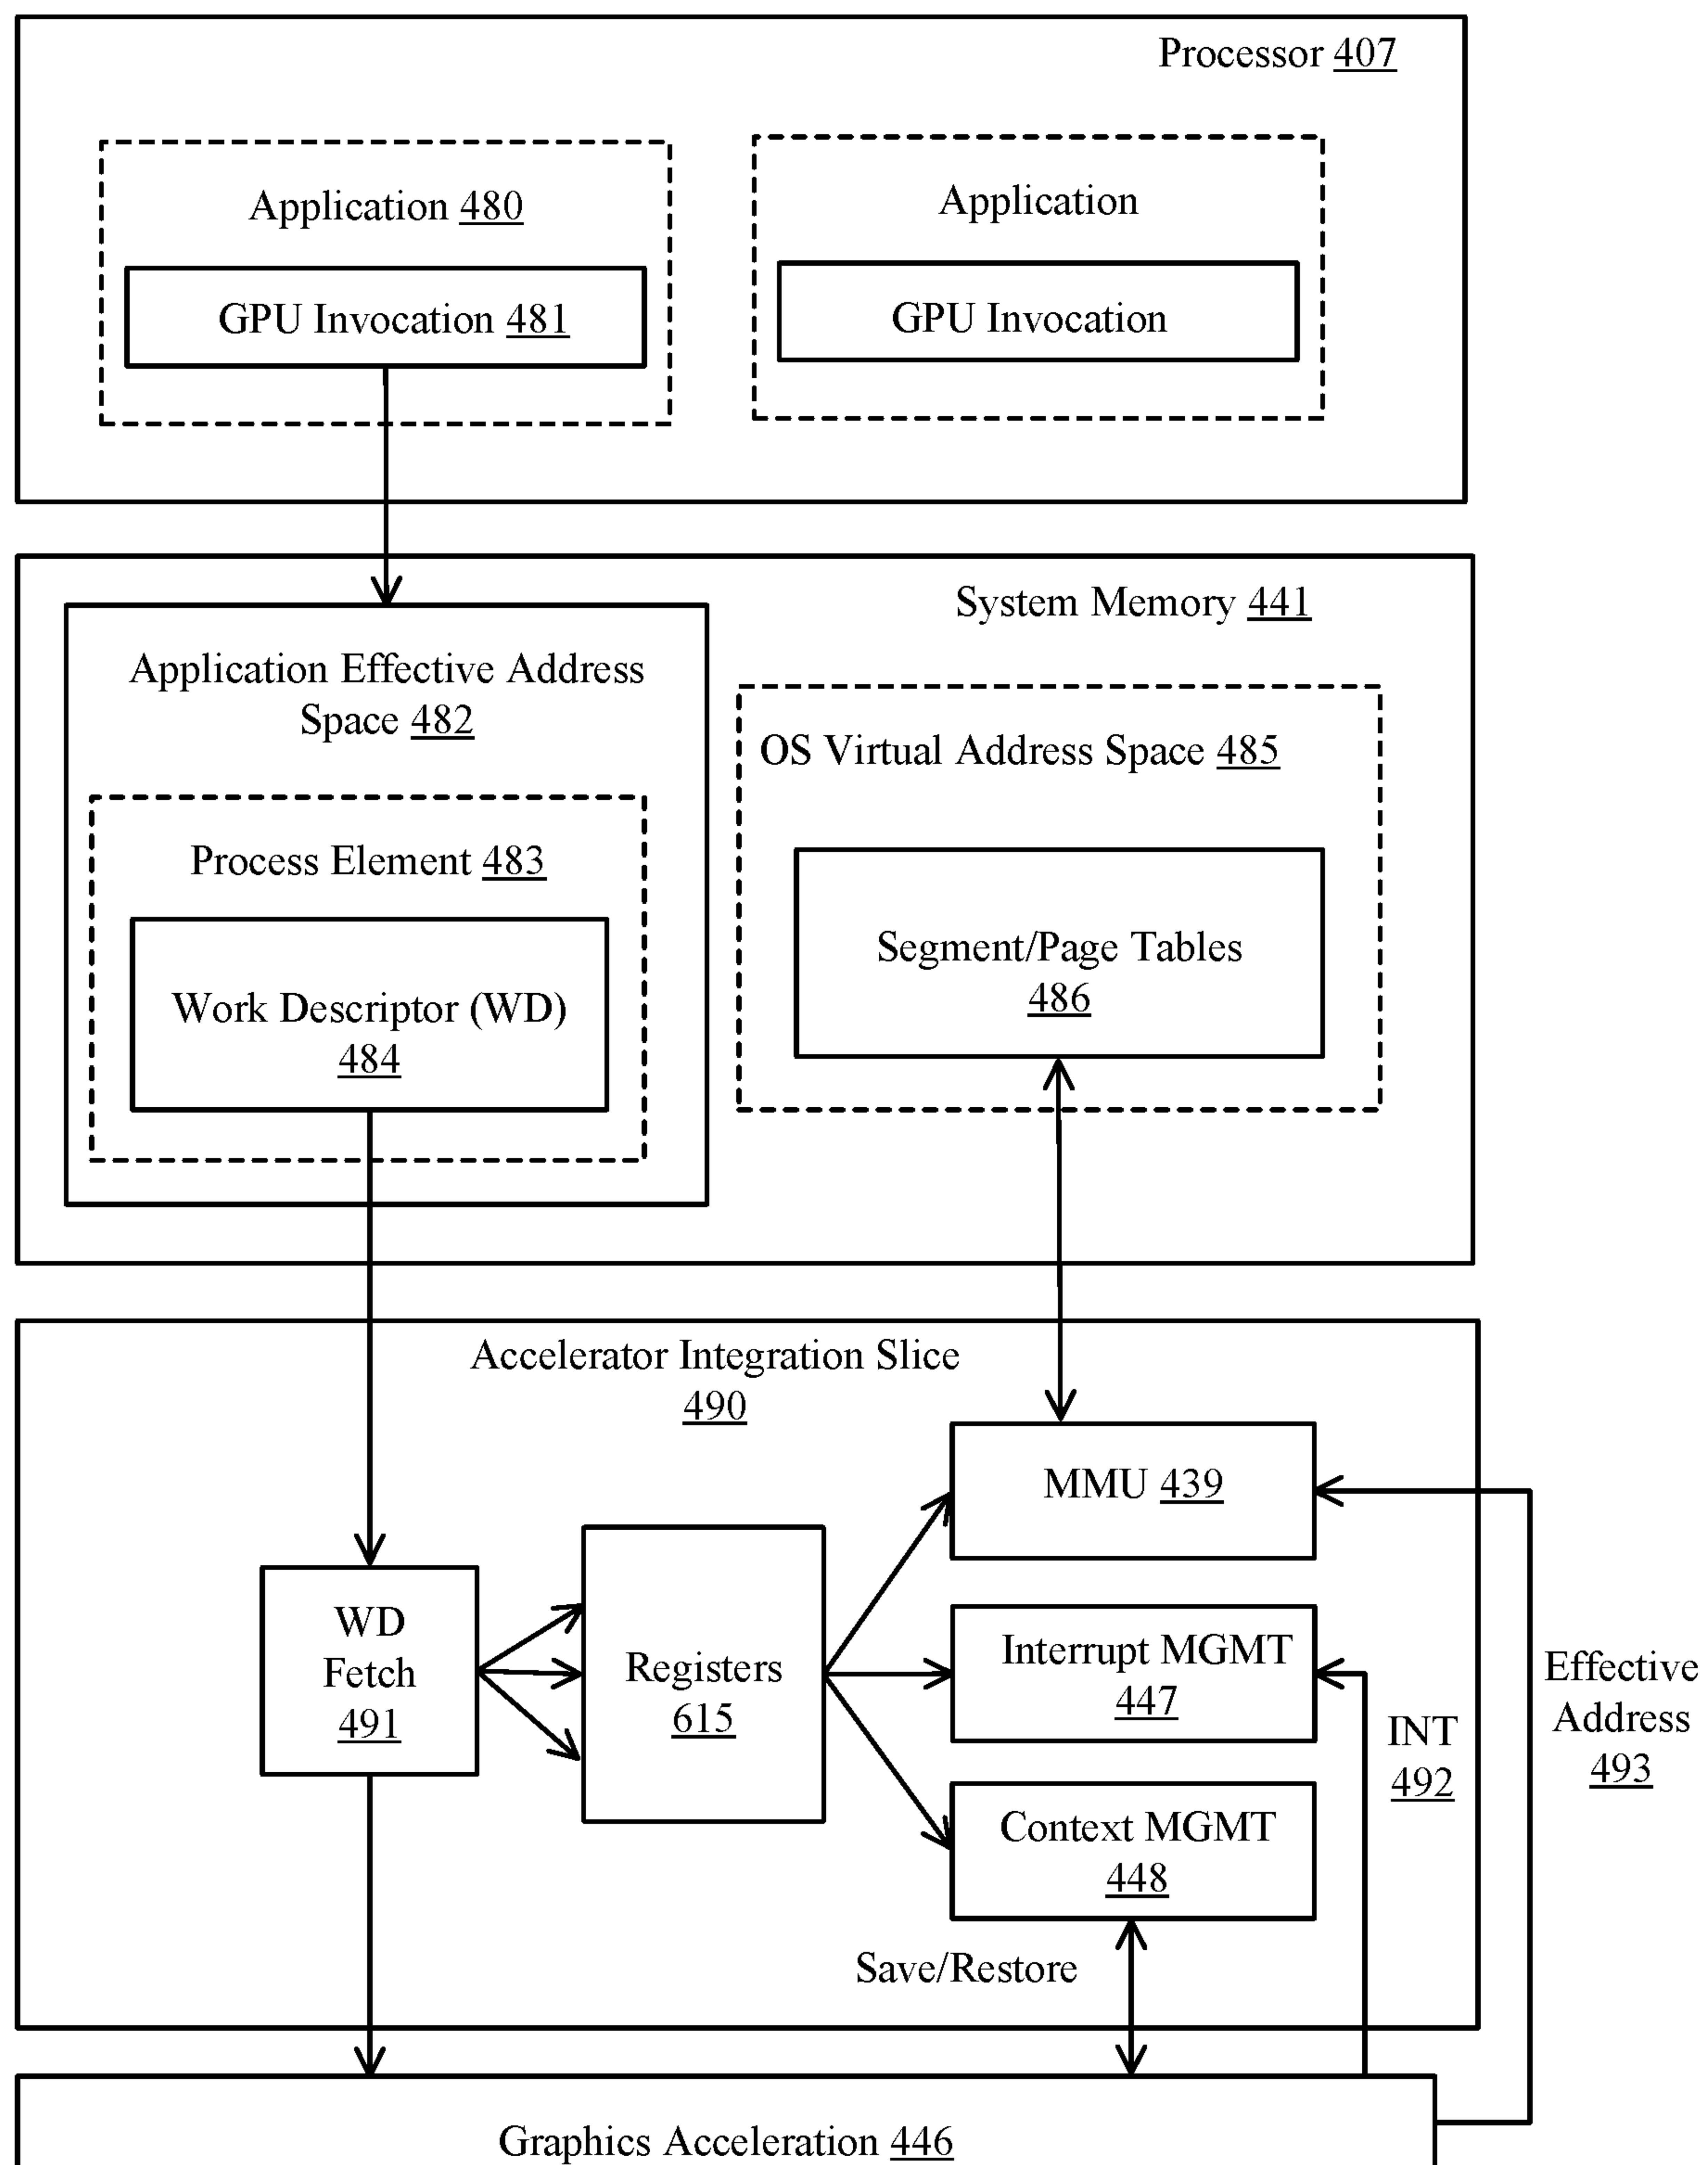 Processor 407
Application 480
GPU Invocation 481
Application
GPU Invocation
System Memory 441
Application Effective Address
Space 482
Process Element 483
Work Descriptor (WD)
484
OS Virtual Address Space 485
Segment/Page Tables
486
Accelerator Integration Slice
490
MMU 439
WD
Fetch
491
Registers
615
Interrupt MGMT
447
Context MGMT
448
INT
492
Effective
Address
493
Save/Restore
Graphics Acceleration 446